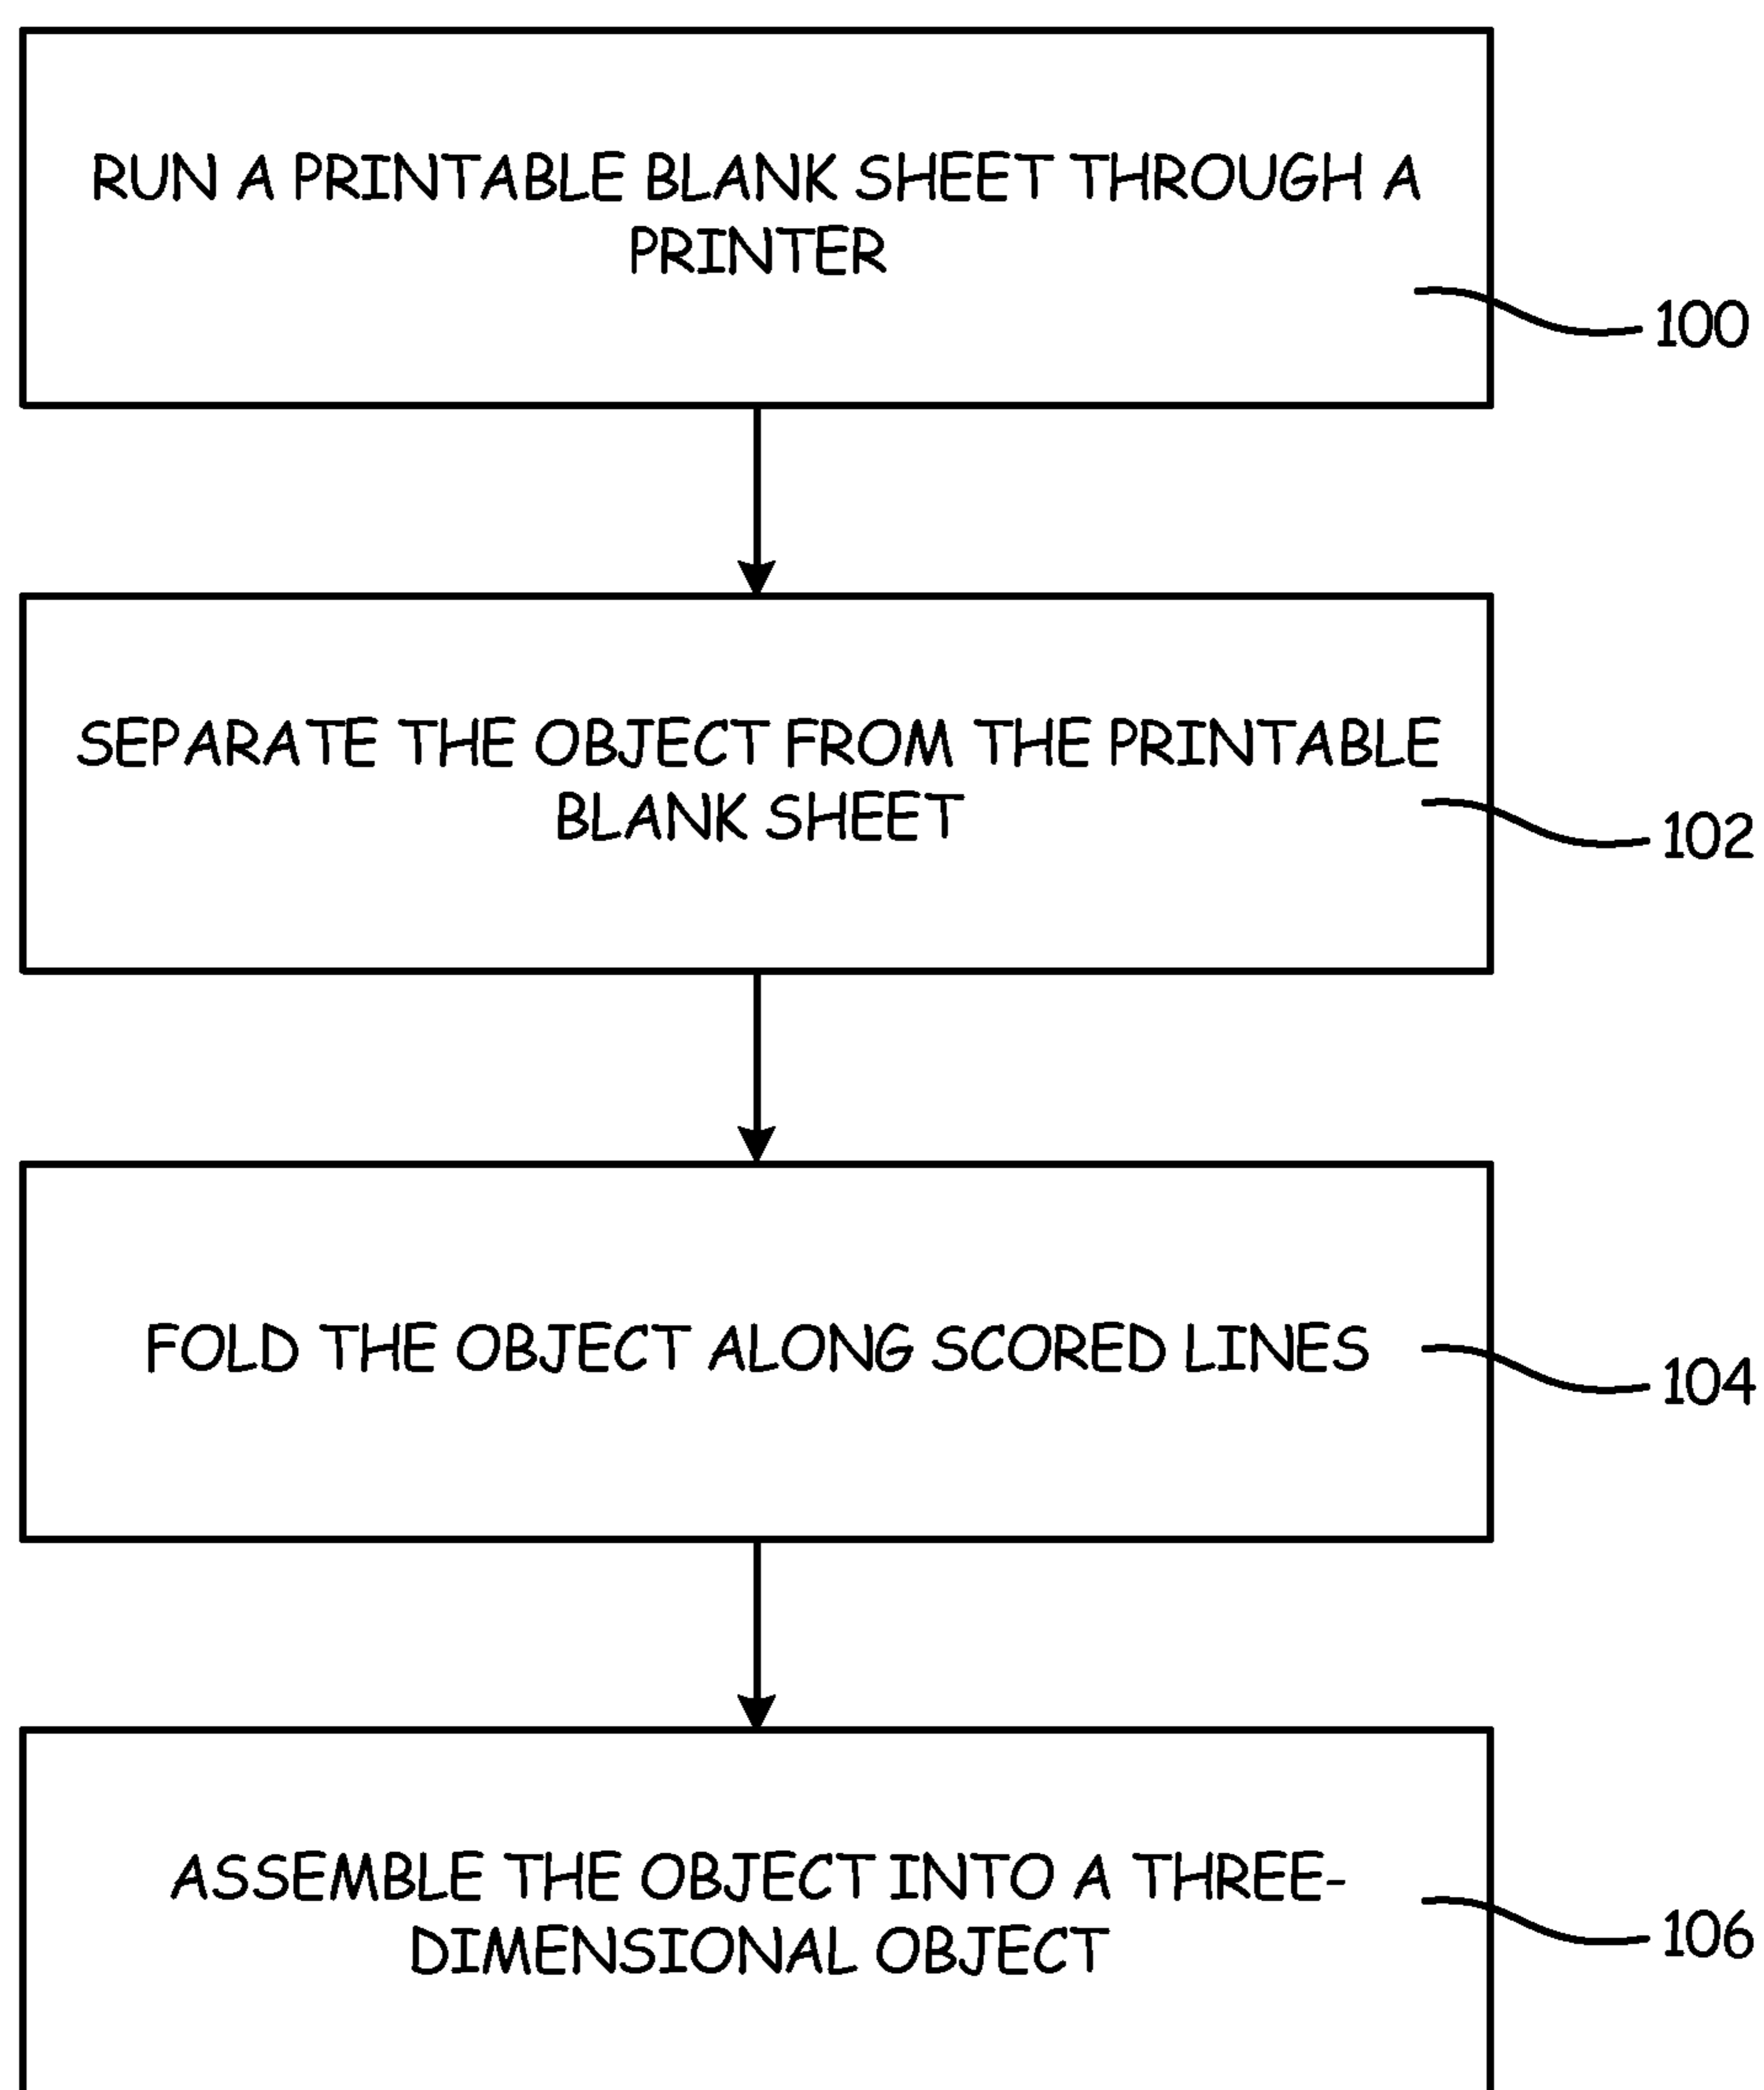 RUN A PRINTABLE BLANK SHEET THROUGH A
PRINTER
100
SEPARATE THE OBJECT FROM THE PRINTABLE
BLANK SHEET
102
FOLD THE OBJECT ALONG SCORED LINES
104
ASSEMBLE THE OBJECT INTO A THREE-
DIMENSIONAL OBJECT
106